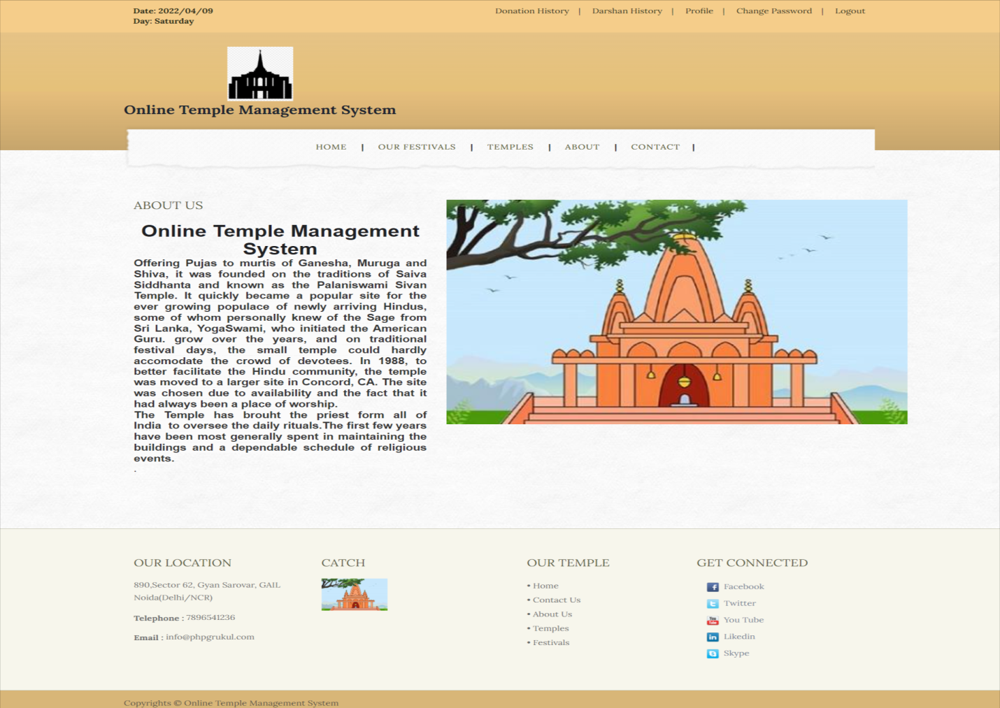 Date: 2022/04/09
Day: Saturday
Donation History | Darshan History | Profile | Change Password | Logout
Online Temple Management System
HOME | OUR FESTIVALS | TEMPLES | ABOUT | CONTACT |
ABOUT US
Online Temple Management
System
Offering Pujas to murtis of Ganesha, Muruga and
Shiva, it was founded on the traditions of Saiva
Siddhanta and known as the Palaniswami Sivan
Temple. It quickly became a popular site for the
ever growing populace of newly arriving Hindus,
some of whom personally knew of the Sage from
Sri Lanka, YogaSwami, who initiated the American
Guru. grow over the years, and on traditional
festival days, the small temple could hardly
accomodate the crowd of devotees. In 1988, to
better facilitate the Hindu community, the temple
was moved to a larger site in Concord, CA. The site
was chosen due to availability and the fact that it
had always been a place of worship.
The Temple has brouht the priest form all of
India to oversee the daily rituals.The first few years
have been most generally spent in maintaining the
buildings and a dependable schedule of religious
events.
.
OUR LOCATION
890,Sector 62, Gyan Sarovar, GAIL
Noida(Delhi/NCR)
Telephone : 7896541236
Email : info@phpgrukul.com
CATCH
OUR TEMPLE
• Home
• Contact Us
• About Us
• Temples
• Festivals
GET CONNECTED
Facebook
Twitter
You Tube
Likedin
Skype
Copyrights © Online Temple Management System